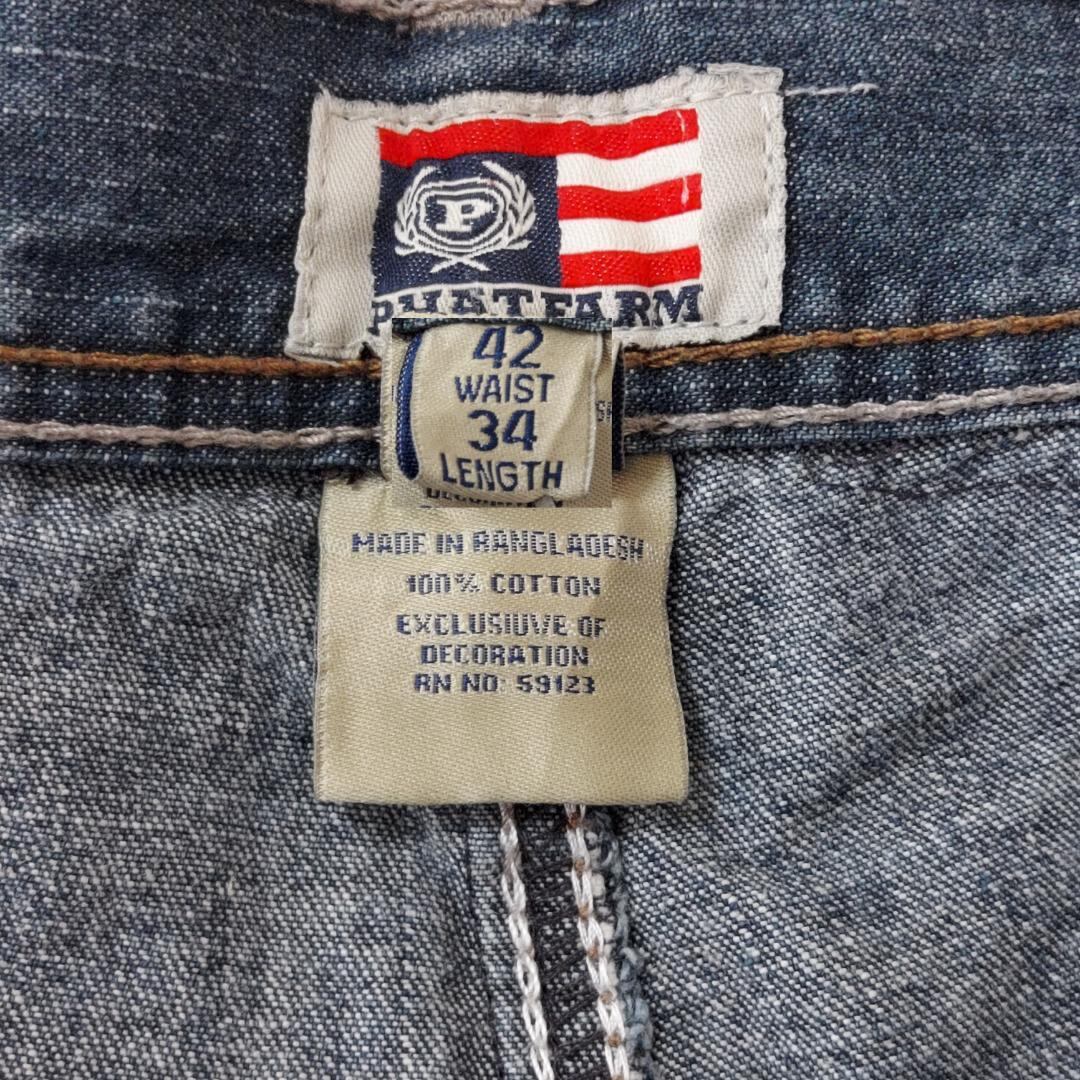 P
PHAT FARM
42
WAIST
34
LENGTH
MADE IN BANGLADESH
100% COTTON
EXCLUSIUVE OF
DECORATION
RN NO: 59123